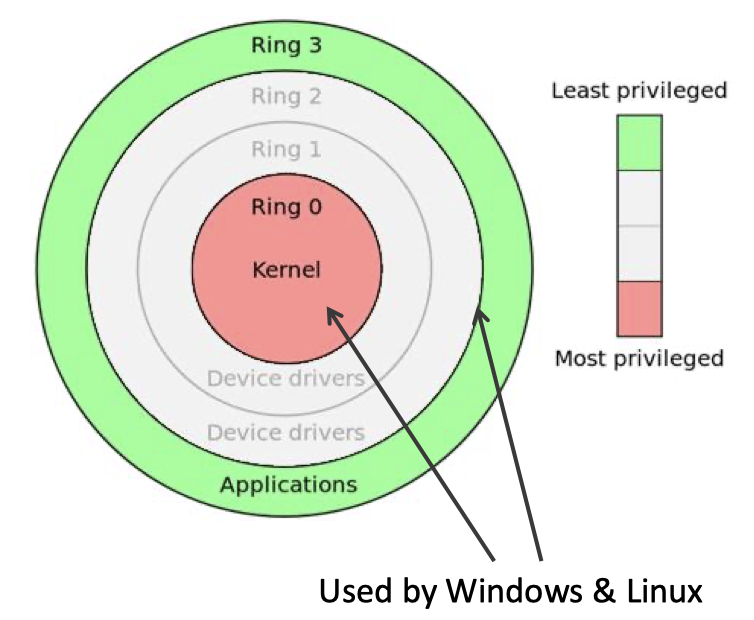 Ring 3
Ring 2
Ring 1
Ring 0
Kernel
Device drivers
Device drivers
Applications
Least privileged
Most privileged
Used by Windows & Linux